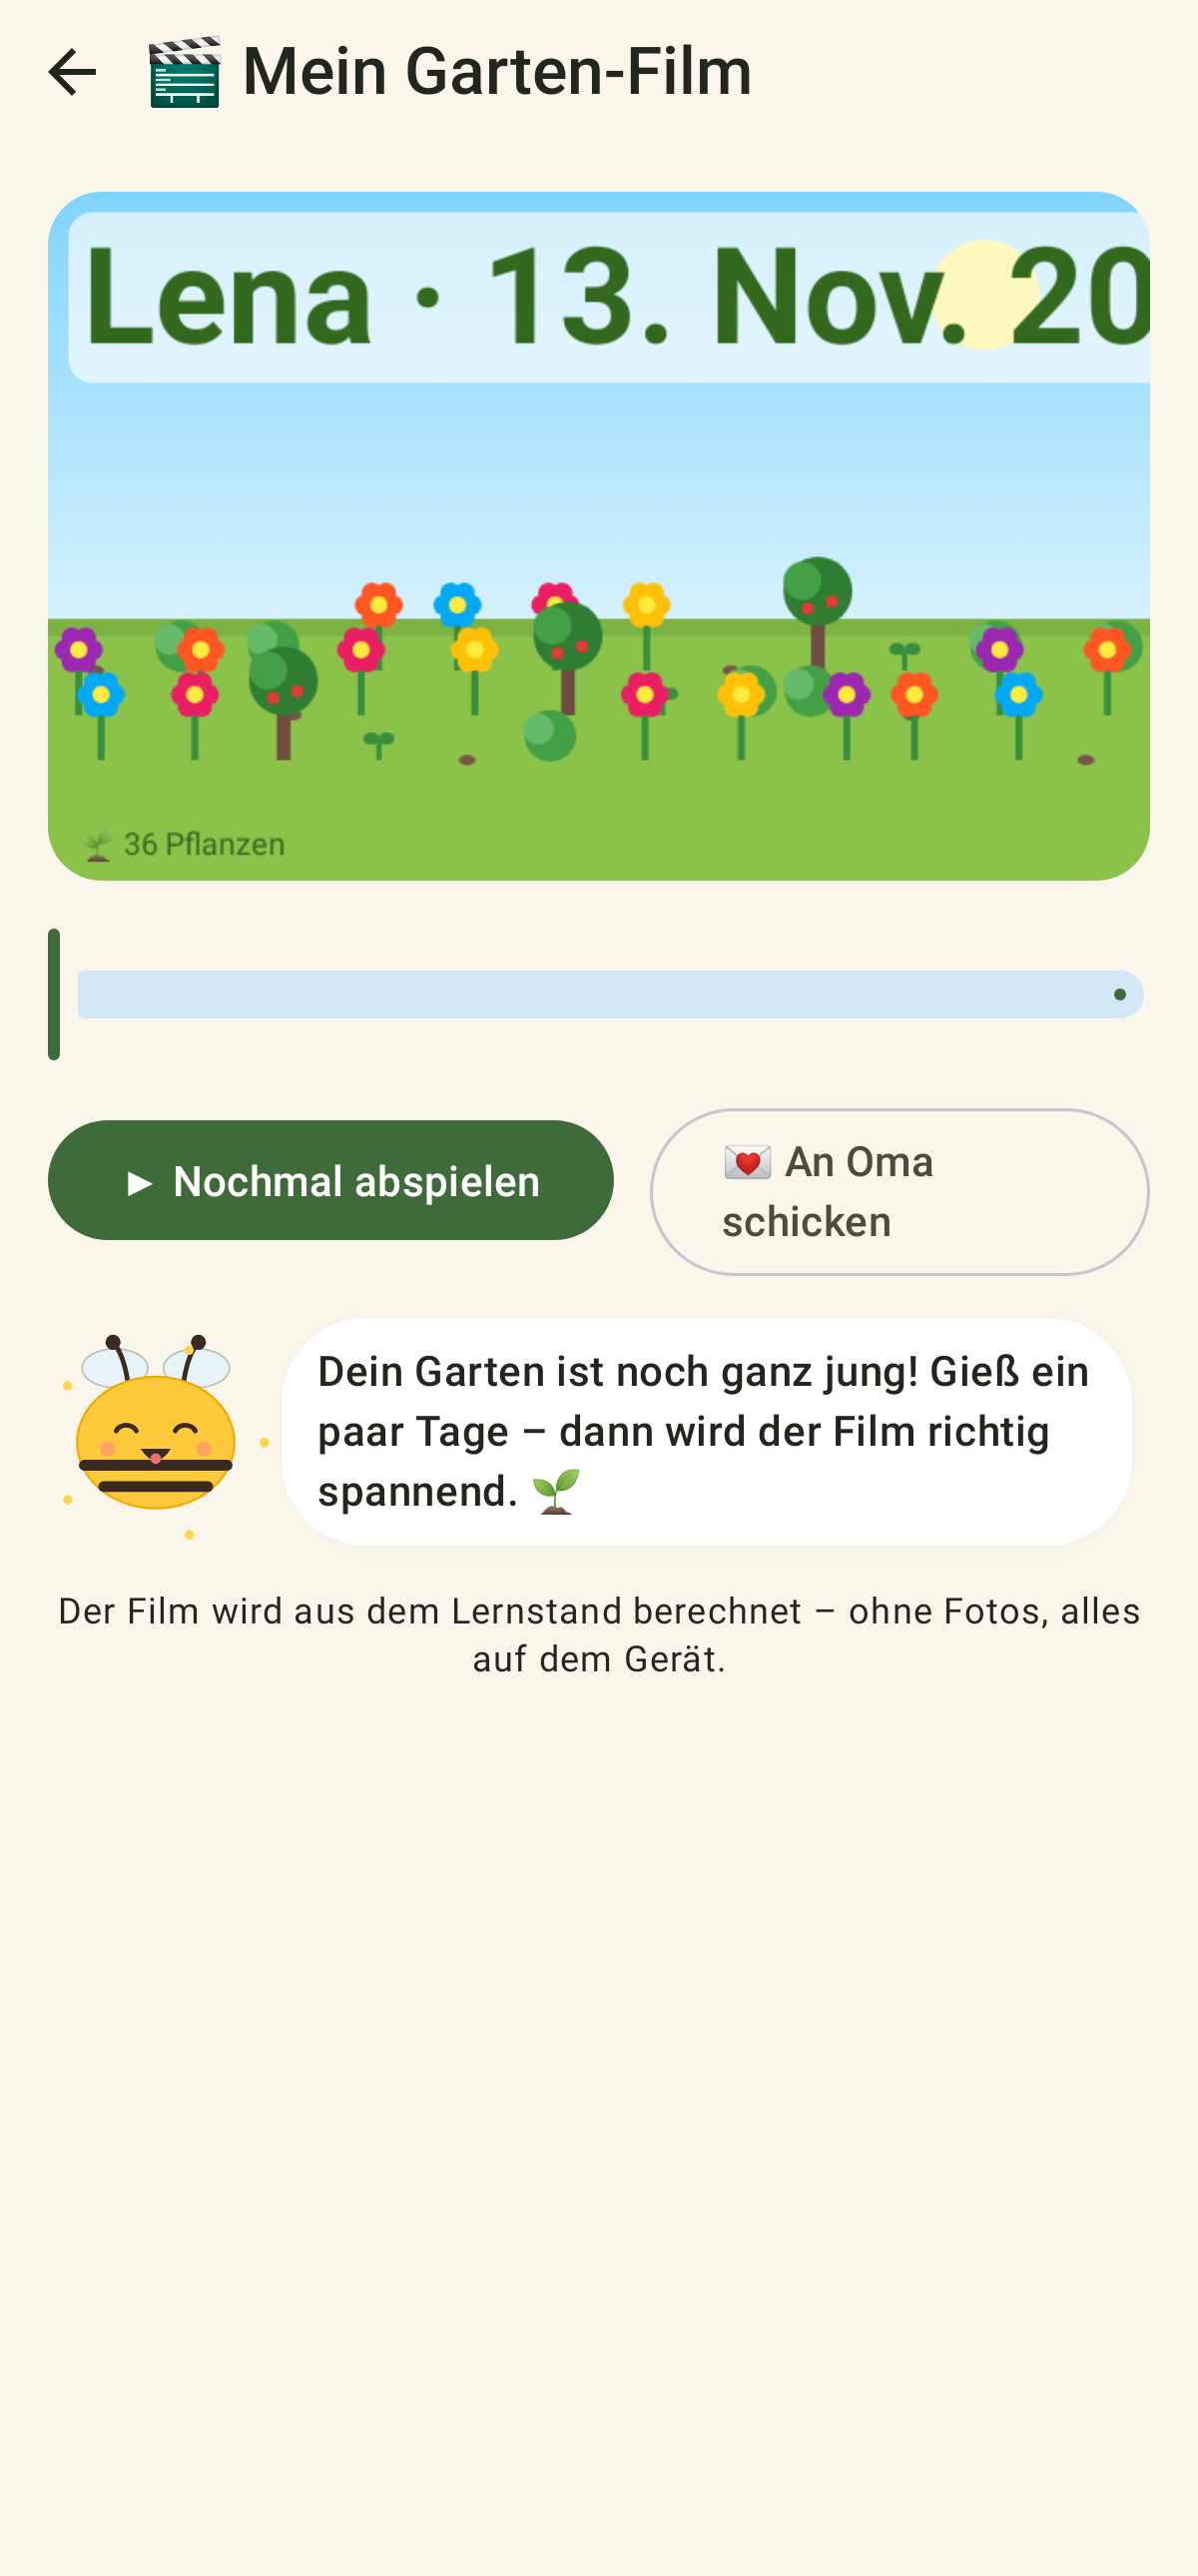 🎬 Mein Garten-Film
Lena · 13. Nov. 20
🌱 36 Pflanzen
► Nochmal abspielen
💌 An Oma
schicken
Dein Garten ist noch ganz jung! Gieß ein
paar Tage – dann wird der Film richtig
spannend. 🌱
Der Film wird aus dem Lernstand berechnet – ohne Fotos, alles
auf dem Gerät.